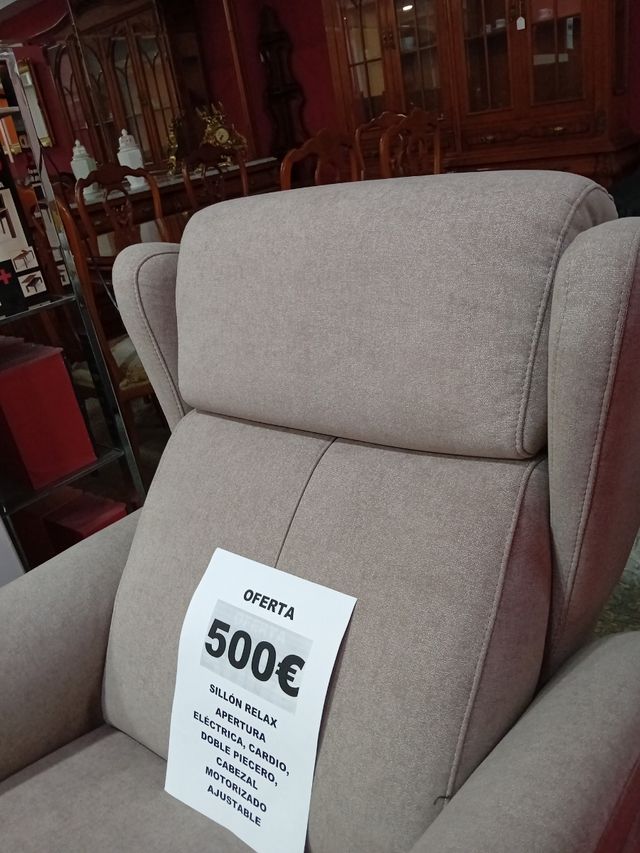 OFERTA
500€
SILLÓN RELAX
APERTURA
ELÉCTRICA, CARDIO,
DOBLE PIECERO,
CABEZAL
MOTORIZADO
AJUSTABLE